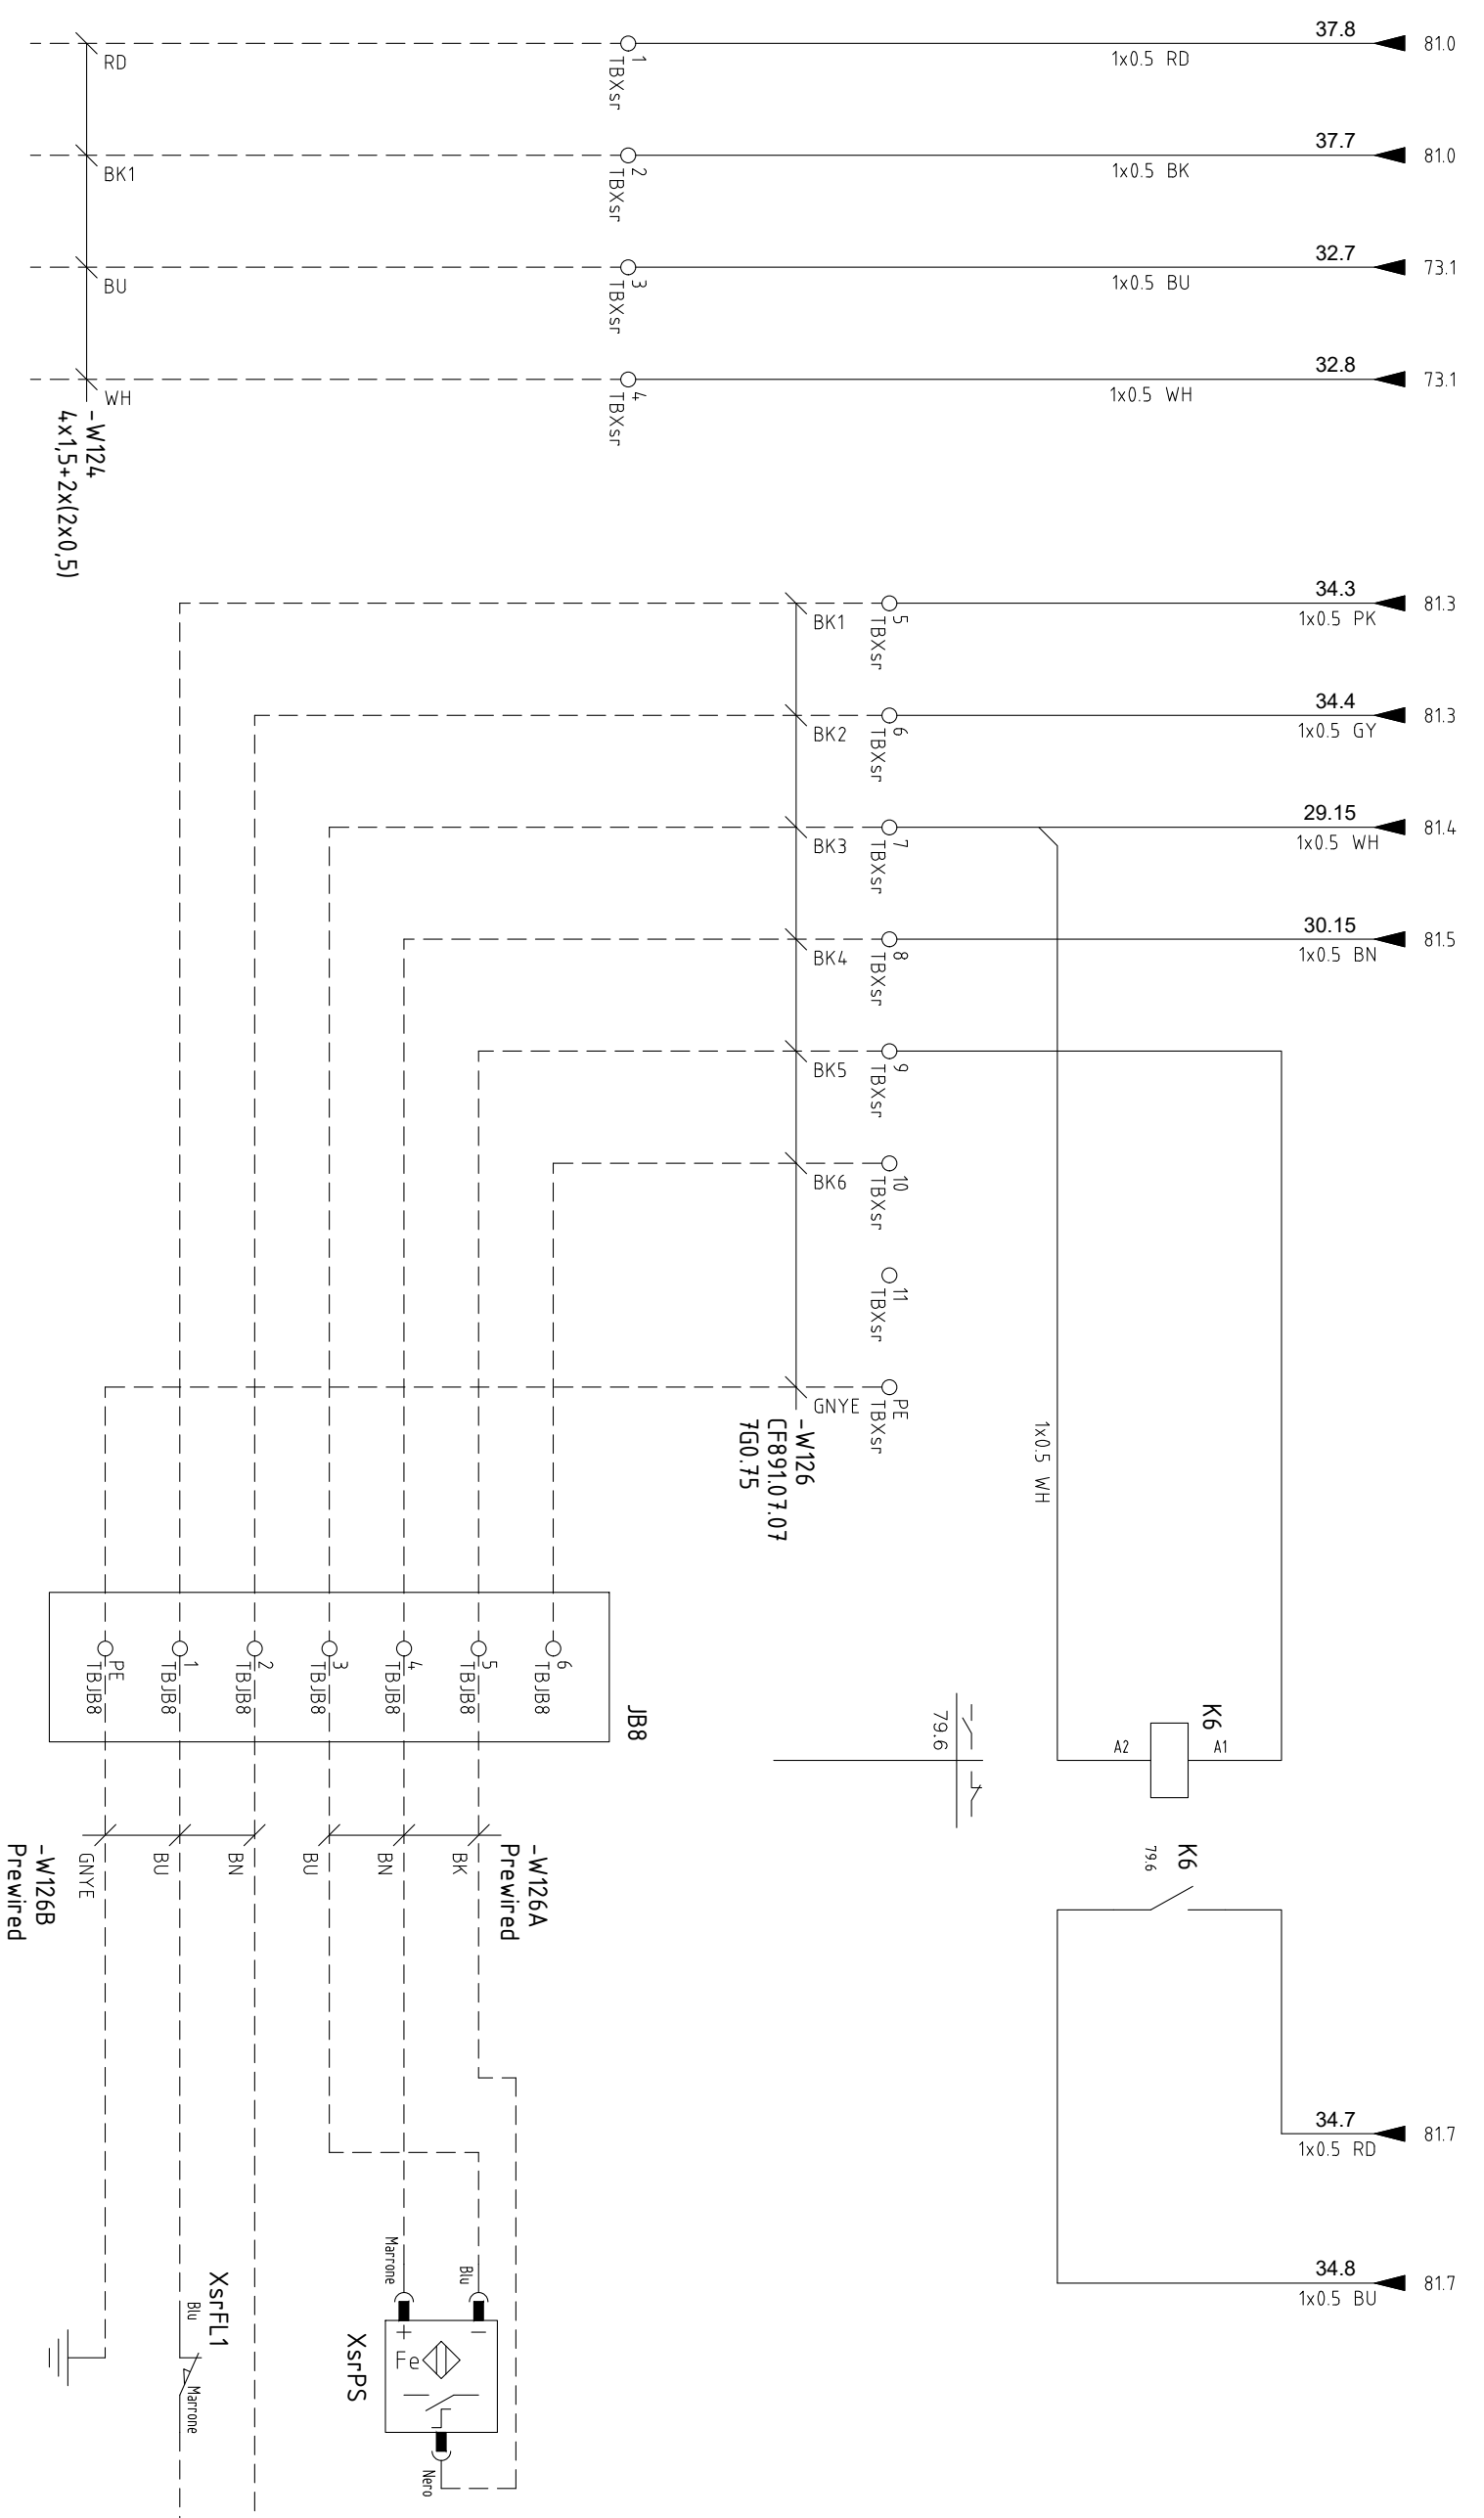 37.8
81.0
1x0.5 RD
RD
1
TBXsr
37.7
81.0
1x0.5 BK
BK1
2
TBXsr
32.7
73.1
1x0.5 BU
BU
3
TBXsr
32.8
73.1
1x0.5 WH
WH
4
TBXsr
-W124
4x1,5+2x(2x0,5)
34.3
81.3
1x0.5 PK
BK1
5
TBXsr
34.4
81.3
1x0.5 GY
BK2
6
TBXsr
29.15
81.4
1x0.5 WH
BK3
7
TBXsr
30.15
81.5
1x0.5 BN
BK4
8
TBXsr
BK5
9
TBXsr
BK6
10
TBXsr
11
TBXsr
GNYE
PE
TBXsr
-W126
CF891.07.07
7G0.75
1x0.5 WH
PE
TBJB8
1
TBJB8
2
TBJB8
3
TBJB8
4
TBJB8
5
TBJB8
6
TBJB8
JB8
79.6
K6
A2
A1
K6
79.6
GNYE
BU
BN
BU
BN
BK
-W126A
Prewired
-W126B
Prewired
34.7
81.7
1x0.5 RD
34.8
81.7
1x0.5 BU
Marrone
Blu
+
−
Fe
XsrPS
Nero
XsrFL1
Blu
Marrone